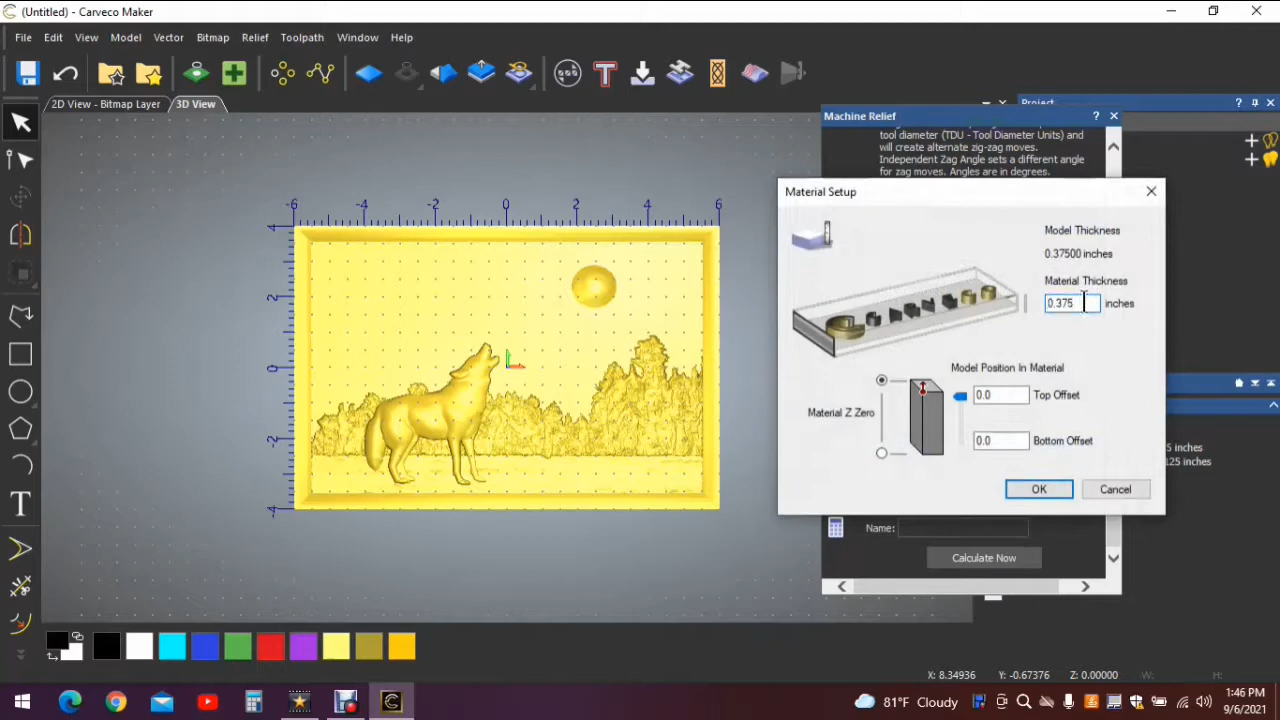 (Untitled) - Carveco Maker
File Edit View Model Vector Bitmap Relief Toolpath Window Help
2D View - Bitmap Layer 3D View
Project
Machine Relief
tool diameter (TDU - Tool Diameter Units) and
will create alternate zig-zag moves.
Independent Zag Angle sets a different angle
for zag moves. Angles are in degrees.
Material Setup
Model Thickness
0.37500 inches
Material Thickness
0.375 inches
Model Position In Material
Material Z Zero
0.0 Top Offset
0.0 Bottom Offset
OK Cancel
5 inches
125 inches
Name:
Calculate Now
-6 -4 -2 0 2 4 6
4
2
0
-2
-4
X: 8.34936 Y: -0.67376 Z: 0.00000 W: H:
81°F Cloudy
1:46 PM
9/6/2021